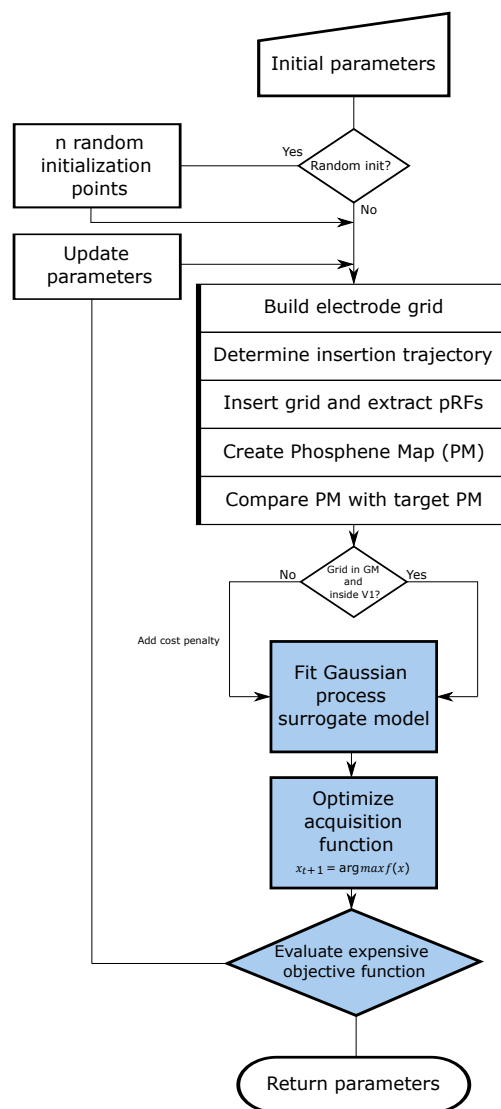 Initial parameters
n random
initialization
points
Yes
Random init?
No
Update
parameters
Build electrode grid
Determine insertion trajectory
Insert grid and extract pRFs
Create Phosphene Map (PM)
Compare PM with target PM
No
Grid in GM
and
inside V1?
Yes
Add cost penalty
Fit Gaussian
process
surrogate model
Optimize
acquisition
function
x_{t+1} = argmaxf(x)
Evaluate expensive
objective function
Return parameters